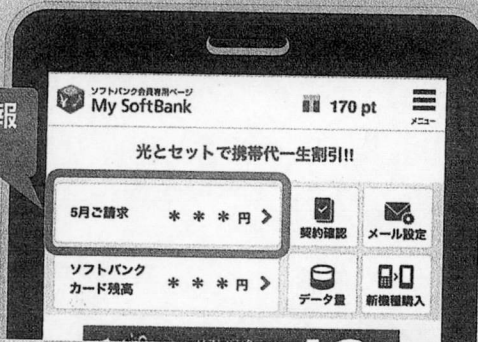 報
ソフトバンク会員専用ページ
My SoftBank
170 pt
メニュー
光とセットで携帯代一生割引!!
5月ご請求 * * * 円 >
契約確認
メール設定
ソフトバンク
カード残高 * * * 円 >
データ量
新機種購入